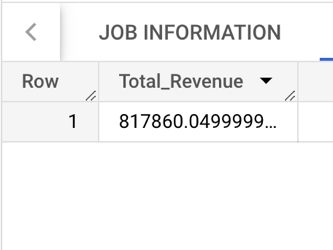 JOB INFORMATION
Row Total_Revenue
1 817860.0499999...